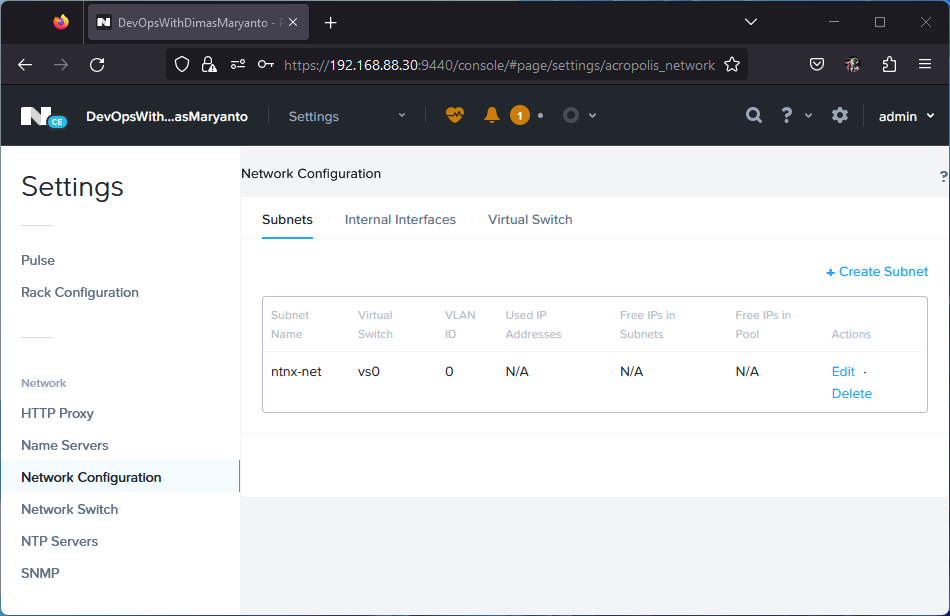 DevOpsWithDimasMaryanto - P
https://192.168.88.30:9440/console/#page/settings/acropolis_network
N CE DevOpsWith...asMaryanto Settings 1 ? admin
Settings
Pulse
Rack Configuration
Network
HTTP Proxy
Name Servers
Network Configuration
Network Switch
NTP Servers
SNMP
Network Configuration ?
Subnets Internal Interfaces Virtual Switch
+ Create Subnet
Subnet Name Virtual Switch VLAN ID Used IP Addresses Free IPs in Subnets Free IPs in Pool Actions
ntnx-net vs0 0 N/A N/A N/A Edit ·
Delete